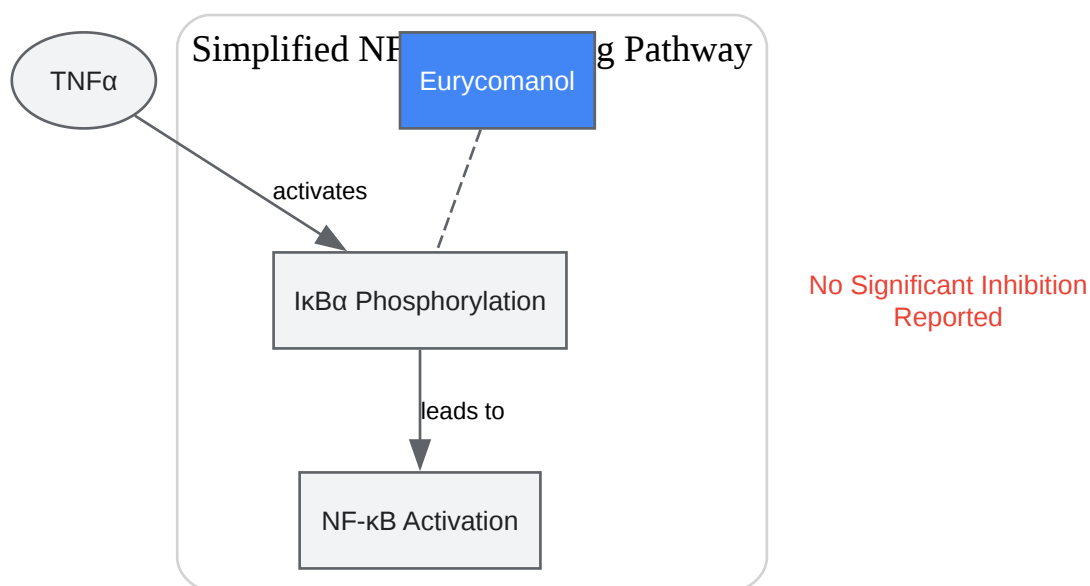 Simplified NF g Pathway
TNFα
Eurycomanol
activates
IκBα Phosphorylation
No Significant Inhibition
Reported
leads to
NF-κB Activation